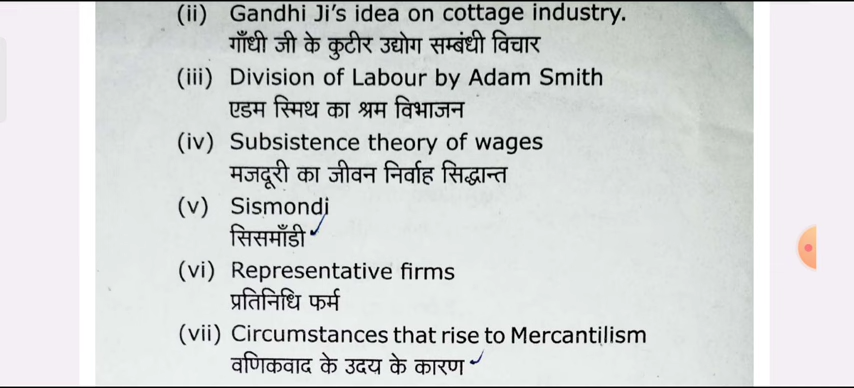 (ii) Gandhi Ji's idea on cottage industry.
गाँधी जी के कुटीर उद्योग सम्बंधी विचार
(iii) Division of Labour by Adam Smith
एडम स्मिथ का श्रम विभाजन
(iv) Subsistence theory of wages
मजदूरी का जीवन निर्वाह सिद्धान्त
(v) Sismondi
सिसमाँडी
(vi) Representative firms
प्रतिनिधि फर्म
(vii) Circumstances that rise to Mercantilism
वणिकवाद के उदय के कारण